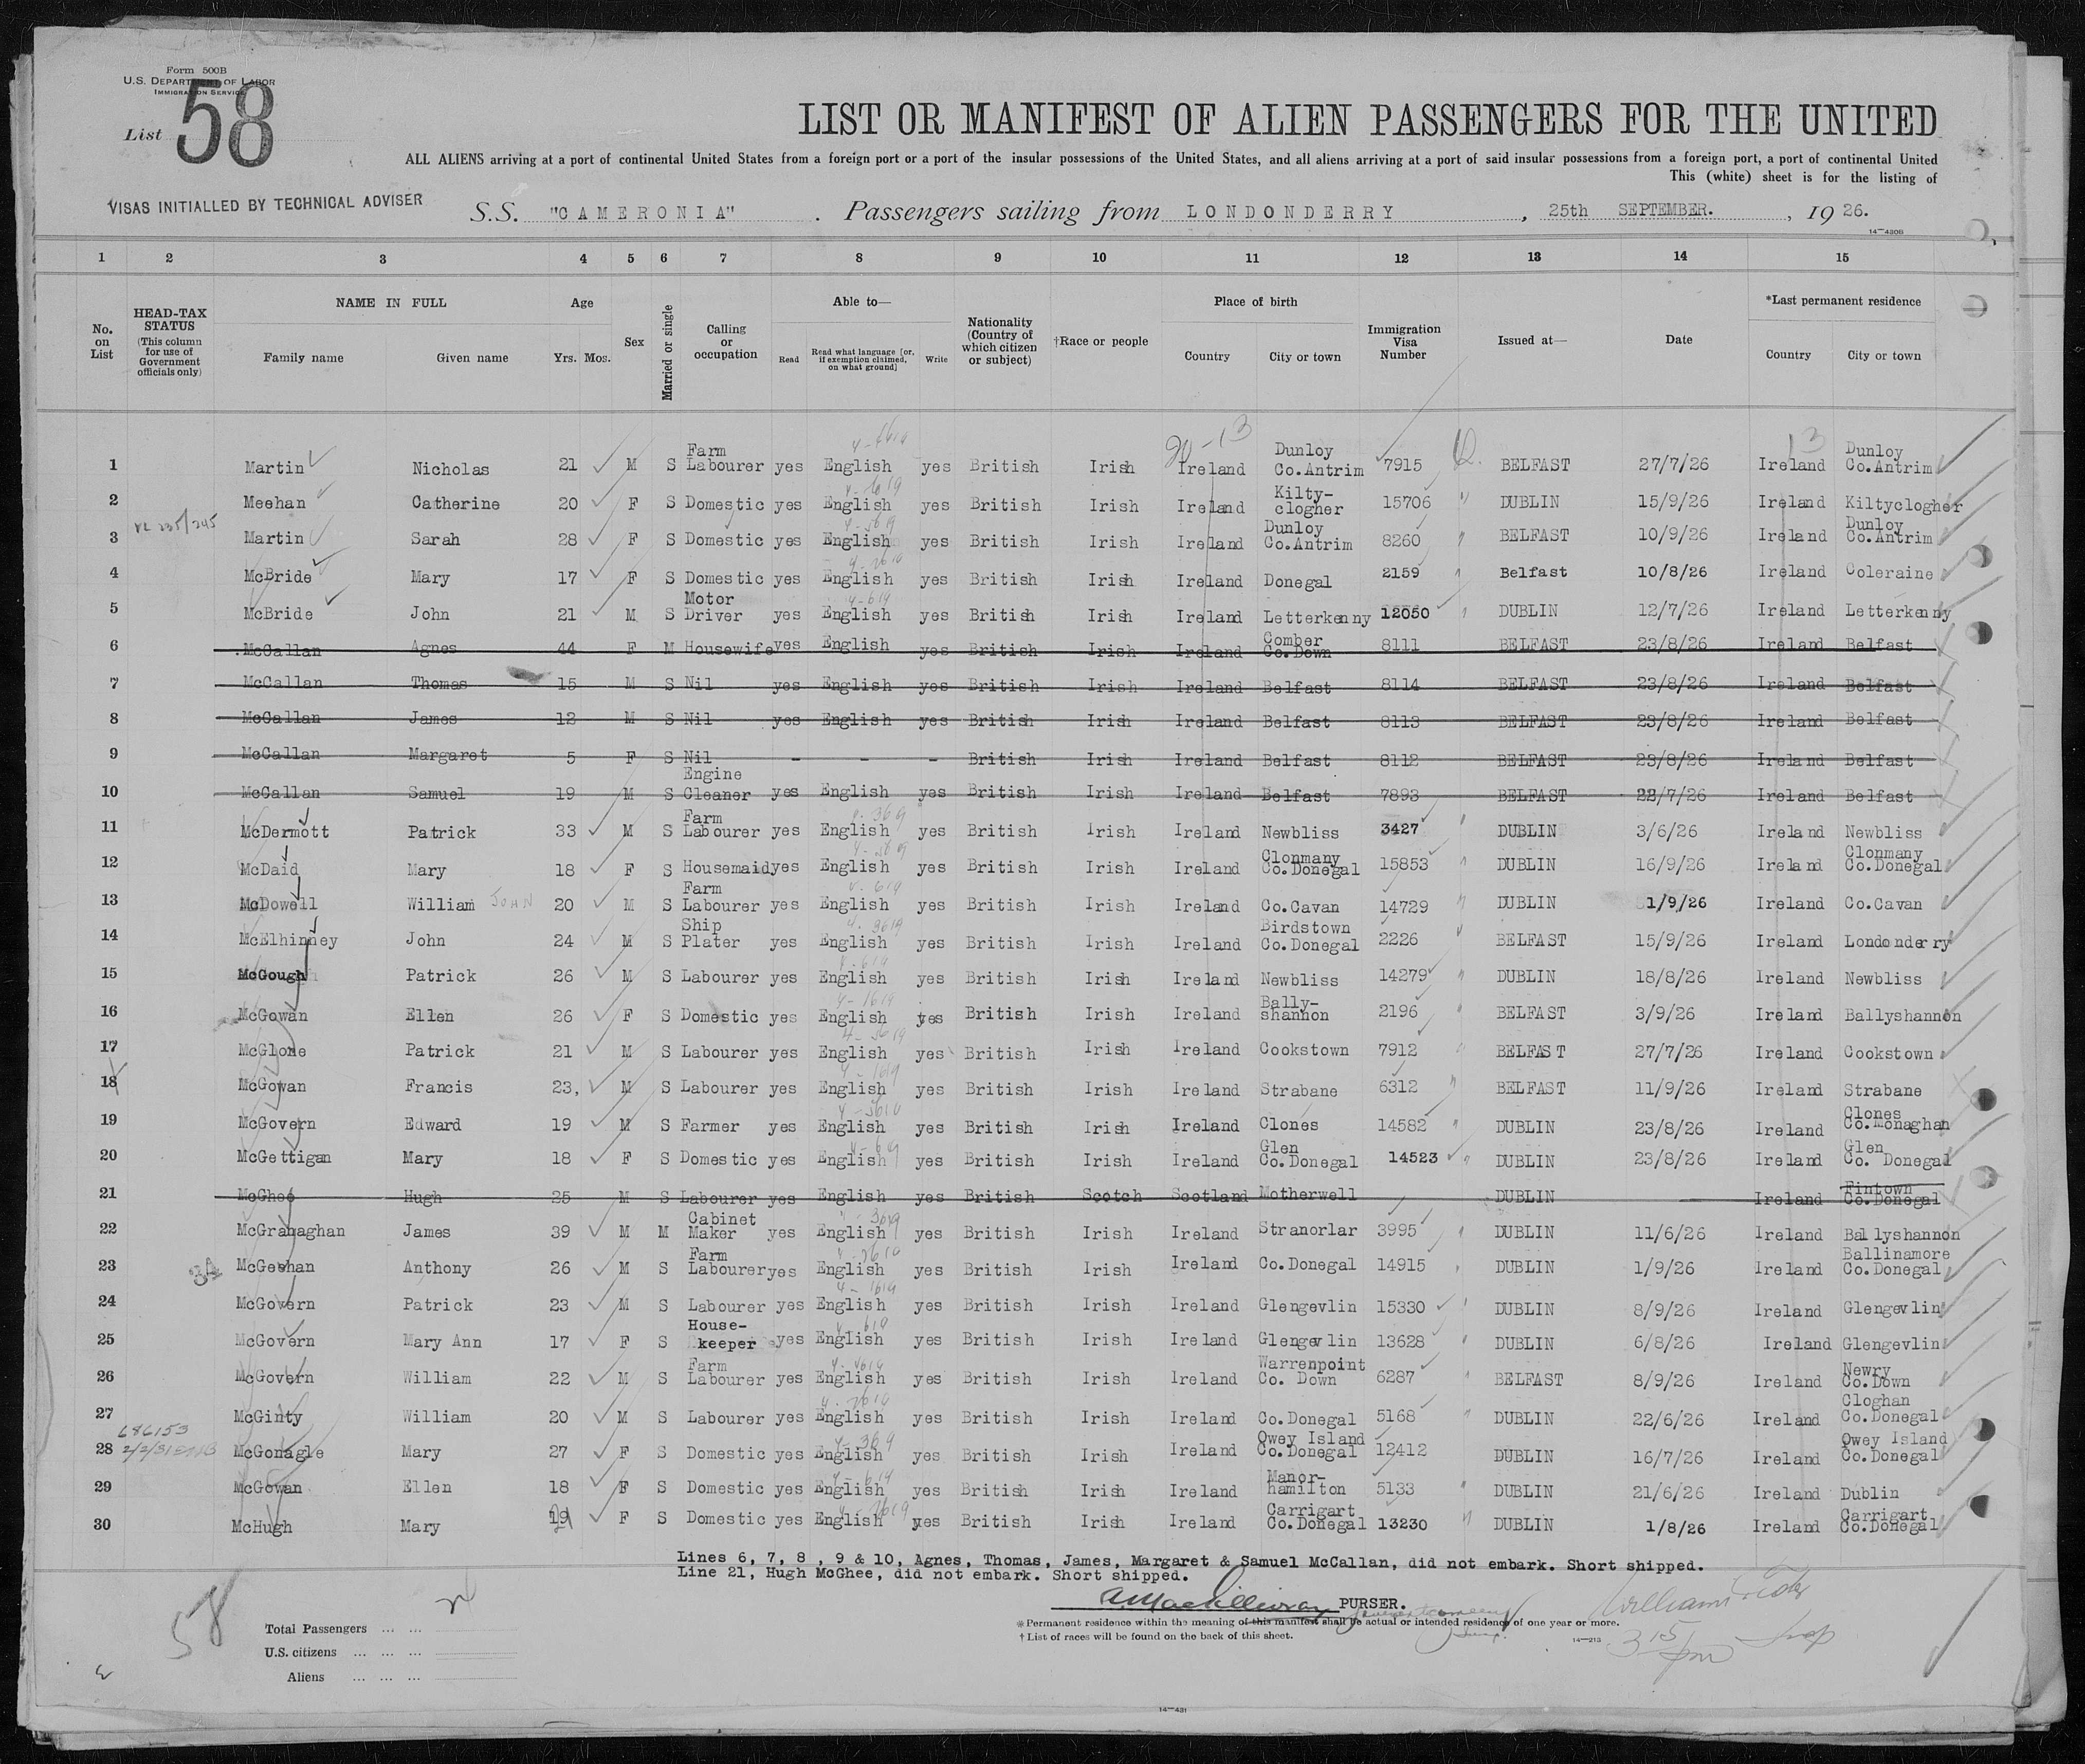 Form 500B
U.S. DEPARTMENT OF LABOR
IMMIGRATION SERVICE
List 58
LIST OR MANIFEST OF ALIEN PASSENGERS FOR THE UNITED
ALL ALIENS arriving at a port of continental United States from a foreign port or a port of the insular possessions of the United States, and all aliens arriving at a port of said insular possessions from a foreign port, a port of continental United
This (white) sheet is for the listing of
VISAS INITIALLED BY TECHNICAL ADVISER
S.S. "CAMERONIA". Passengers sailing from LONDONDERRY, 25th SEPTEMBER., 1926.
14—430B
1 2 3 4 5 6 7 8 9 10 11 12 13 14 15
No. on List
HEAD-TAX STATUS (This column for use of Government officials only)
NAME IN FULL Family name Given name
Age Yrs. Mos.
Sex
Married or single
Calling or occupation
Able to— Read Read what language [or, if exemption claimed, on what ground] Write
Nationality (Country of which citizen or subject)
†Race or people
Place of birth Country City or town
Immigration Visa Number
Issued at—
Date
*Last permanent residence Country City or town
20-13 13
1 Martin Nicholas 21 M S Farm Labourer yes English yes British Irish Ireland Dunloy Co.Antrim 7915 BELFAST 27/7/26 Ireland Dunloy Co.Antrim
2 Meehan Catherine 20 F S Domestic yes English yes British Irish Ireland Kilty-clogher 15706 " DUBLIN 15/9/26 Ireland Kiltyclogher
3 Martin Sarah 28 F S Domestic yes English yes British Irish Ireland Dunloy Co.Antrim 8260 " BELFAST 10/9/26 Ireland Dunloy Co.Antrim
4 McBride Mary 17 F S Domestic yes English yes British Irish Ireland Donegal 2159 " Belfast 10/8/26 Ireland Coleraine
5 McBride John 21 M S Motor Driver yes English yes British Irish Ireland Letterkenny 12050 " DUBLIN 12/7/26 Ireland Letterkenny
6 McCallan Agnes 44 F M Housewife yes English yes British Irish Ireland Comber Co.Down 8111 BELFAST 23/8/26 Ireland Belfast
7 McCallan Thomas 15 M S Nil yes English yes British Irish Ireland Belfast 8114 BELFAST 23/8/26 Ireland Belfast
8 McCallan James 12 M S Nil yes English yes British Irish Ireland Belfast 8113 BELFAST 23/8/26 Ireland Belfast
9 McCallan Margaret 5 F S Nil - - - British Irish Ireland Belfast 8112 BELFAST 23/8/26 Ireland Belfast
10 McCallan Samuel 19 M S Engine Cleaner yes English yes British Irish Ireland Belfast 7893 BELFAST 22/7/26 Ireland Belfast
11 McDermott Patrick 33 M S Farm Labourer yes English yes British Irish Ireland Newbliss 3427 " DUBLIN 3/6/26 Ireland Newbliss
12 McDaid Mary 18 F S Housemaid yes English yes British Irish Ireland Clonmany Co.Donegal 15853 " DUBLIN 16/9/26 Ireland Clonmany Co.Donegal
13 McDowell William JOHN 20 M S Farm Labourer yes English yes British Irish Ireland Co.Cavan 14729 " DUBLIN 1/9/26 Ireland Co.Cavan
14 McElhinney John 24 M S Ship Plater yes English yes British Irish Ireland Birdstown Co.Donegal 2226 " BELFAST 15/9/26 Ireland Londonderry
15 McGough Patrick 26 M S Labourer yes English yes British Irish Ireland Newbliss 14279 " DUBLIN 18/8/26 Ireland Newbliss
16 McGowan Ellen 26 F S Domestic yes English yes British Irish Ireland Bally-shannon 2196 " BELFAST 3/9/26 Ireland Ballyshannon
17 McGlone Patrick 21 M S Labourer yes English yes British Irish Ireland Cookstown 7912 " BELFAST 27/7/26 Ireland Cookstown
18 McGowan Francis 23, M S Labourer yes English yes British Irish Ireland Strabane 6312 " BELFAST 11/9/26 Ireland Strabane
19 McGovern Edward 19 M S Farmer yes English yes British Irish Ireland Clones 14582 " DUBLIN 23/8/26 Ireland Clones Co.Monaghan
20 McGettigan Mary 18 F S Domestic yes English yes British Irish Ireland Glen Co.Donegal 14523 " DUBLIN 23/8/26 Ireland Glen Co. Donegal
21 McGhee Hugh 25 M S Labourer yes English yes British Scotch Scotland Motherwell DUBLIN Ireland Fintown Co.Donegal
22 McGranaghan James 39 M M Cabinet Maker yes English yes British Irish Ireland Stranorlar 3995 " DUBLIN 11/6/26 Ireland Ballyshannon
23 McGeehan Anthony 26 M S Farm Labourer yes English yes British Irish Ireland Co.Donegal 14915 " DUBLIN 1/9/26 Ireland Ballinamore Co.Donegal
24 McGovern Patrick 23 M S Labourer yes English yes British Irish Ireland Glengevlin 15330 " DUBLIN 8/9/26 Ireland Glengevlin
25 McGovern Mary Ann 17 F S House-keeper yes English yes British Irish Ireland Glengevlin 13628 " DUBLIN 6/8/26 Ireland Glengevlin
26 McGovern William 22 M S Farm Labourer yes English yes British Irish Ireland Warrenpoint Co. Down 6287 " BELFAST 8/9/26 Ireland Newry Co.Down
27 McGinty William 20 M S Labourer yes English yes British Irish Ireland Co.Donegal 5168 " DUBLIN 22/6/26 Ireland Cloghan Co.Donegal
686153
28 McGonagle Mary 27 F S Domestic yes English yes British Irish Ireland Owey Island Co.Donegal 12412 DUBLIN 16/7/26 Ireland Owey Island Co.Donegal
29 McGowan Ellen 18 F S Domestic yes English yes British Irish Ireland Manor-hamilton 5133 " DUBLIN 21/6/26 Ireland Dublin
30 McHugh Mary 19 21 F S Domestic yes English yes British Irish Ireland Carrigart Co.Donegal 13230 " DUBLIN 1/8/26 Ireland Carrigart Co.Donegal
Lines 6, 7, 8 , 9 & 10, Agnes, Thomas, James, Margaret & Samuel McCallan, did not embark. Short shipped.
Line 21, Hugh McGhee, did not embark. Short shipped.
PURSER.
*Permanent residence within the meaning of this manifest shall be actual or intended residence of one year or more.
†List of races will be found on the back of this sheet.
14—213
58
Total Passengers ... ...
U.S. citizens ... ... ...
Aliens ... ... ...
14—431